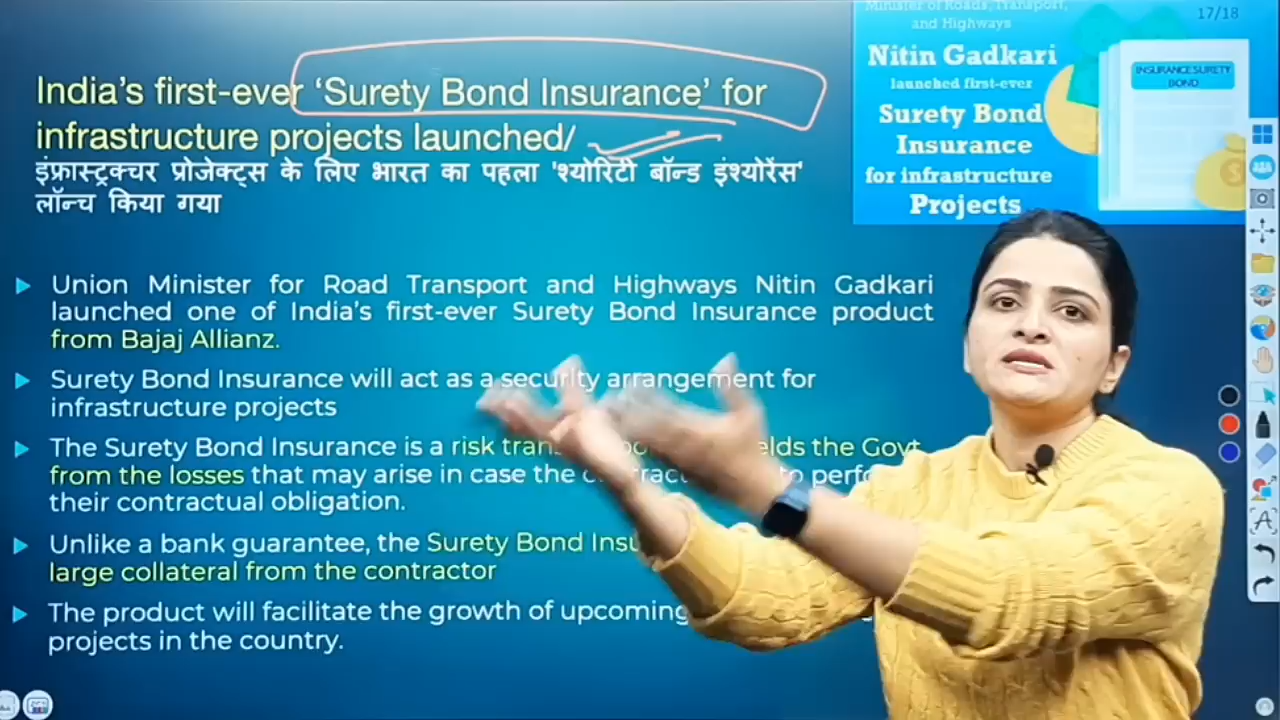 India's first-ever 'Surety Bond Insurance' for
infrastructure projects launched/
इंफ्रास्ट्रक्चर प्रोजेक्ट्स के लिए भारत का पहला 'श्योरिटी बॉन्ड इंश्योरेंस'
लॉन्च किया गया
Minister of Roads, Transport,
and Highways
Nitin Gadkari
launched first-ever
Surety Bond
Insurance
for infrastructure
Projects
17/18
INSURANCE SURETY
BOND
Union Minister for Road Transport and Highways Nitin Gadkari
launched one of India's first-ever Surety Bond Insurance product
from Bajaj Allianz.
Surety Bond Insurance will act as a security arrangement for
infrastructure projects
The Surety Bond Insurance is a risk the Govt
from the losses that may arise in case the to
their contractual obligation.
Unlike a bank guarantee, the Surety Bond
large collateral from the contractor
The product will facilitate the growth of upcoming
projects in the country.